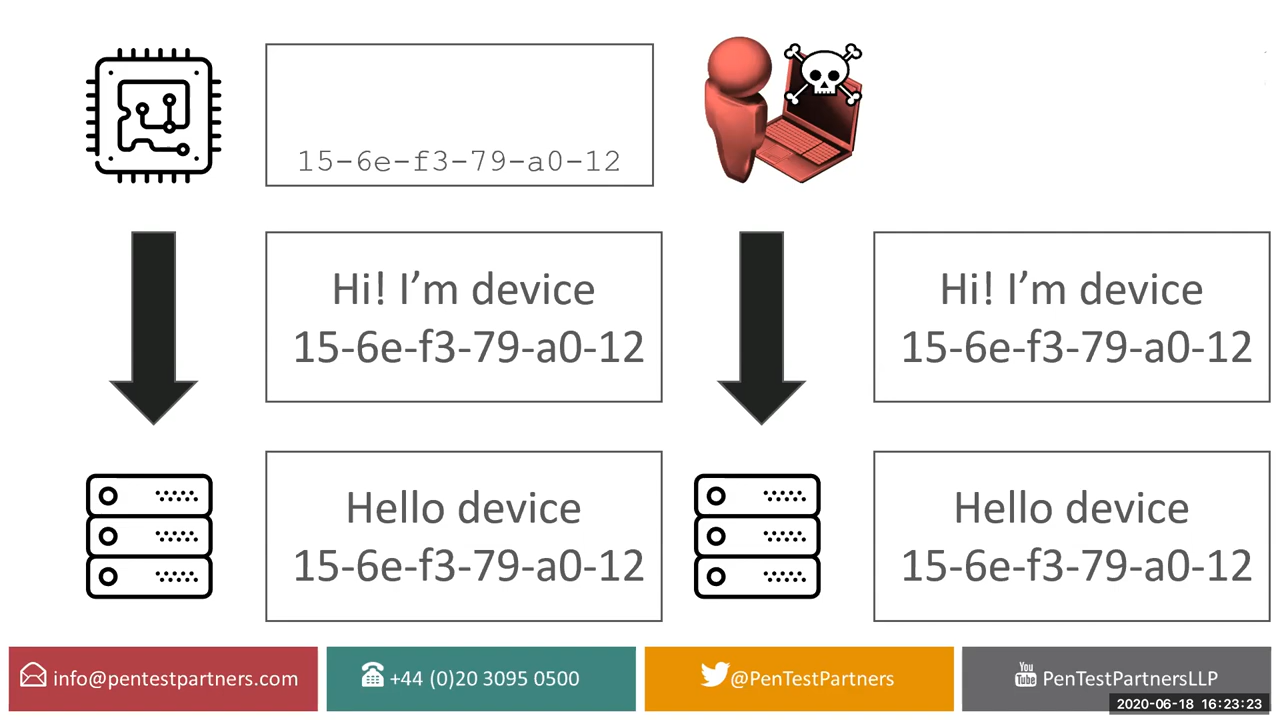 15-6e-f3-79-a0-12
Hi! I’m device
15-6e-f3-79-a0-12
Hi! I’m device
15-6e-f3-79-a0-12
Hello device
15-6e-f3-79-a0-12
Hello device
15-6e-f3-79-a0-12
info@pentestpartners.com
+44 (0)20 3095 0500
@PenTestPartners
You
Tube
PenTestPartnersLLP
2020-06-18 16:23:23